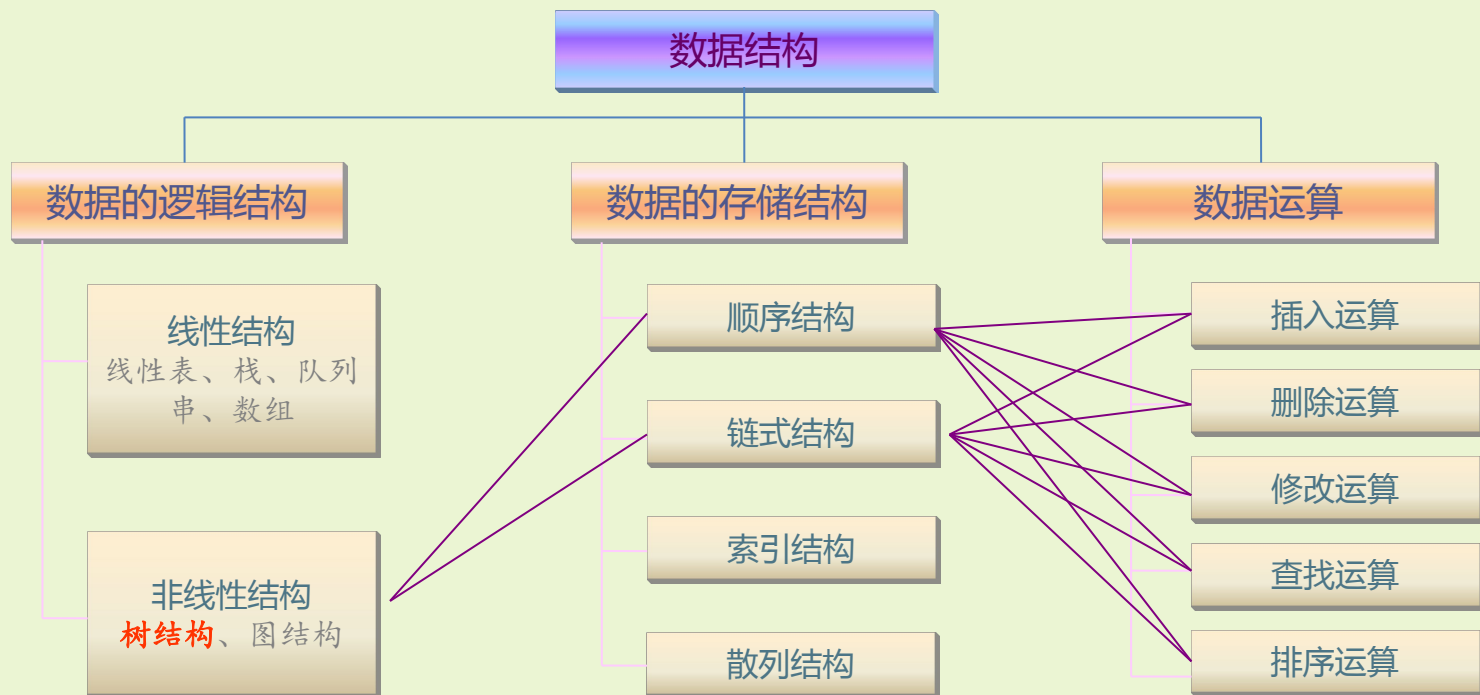 数据结构
数据的逻辑结构
数据的存储结构
数据运算
线性结构
线性表、栈、队列
串、数组
非线性结构
树结构、图结构
顺序结构
链式结构
索引结构
散列结构
插入运算
删除运算
修改运算
查找运算
排序运算